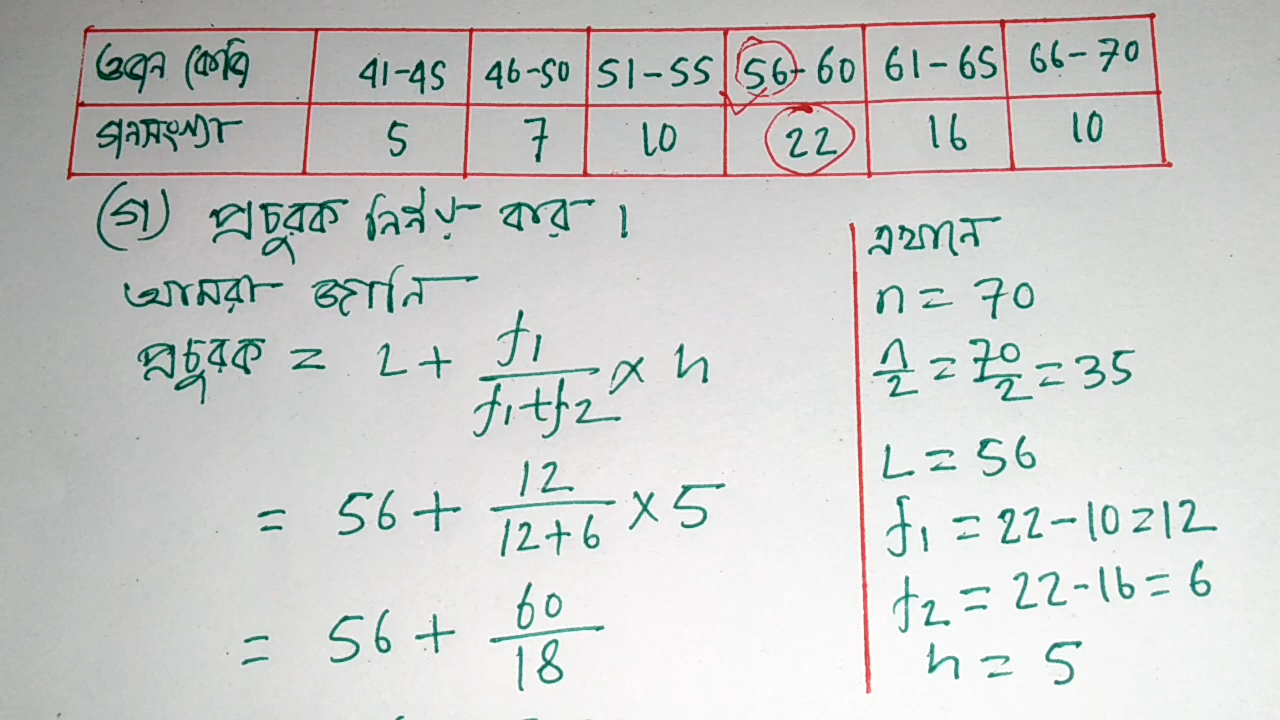 ওজন (কেজি) 41-45 46-50 51-55 56-60 61-65 66-70
গনসংখ্যা 5 7 10 22 16 10
(গ) প্রচুরক নির্নয় কর।
আমরা জানি
প্রচুরক = L + f1/f1+f2 × h
= 56 + 12/12+6 × 5
= 56 + 60/18
এখানে
n = 70
n/2 = 70/2 = 35
L = 56
f1 = 22-10=12
f2 = 22-16=6
h = 5